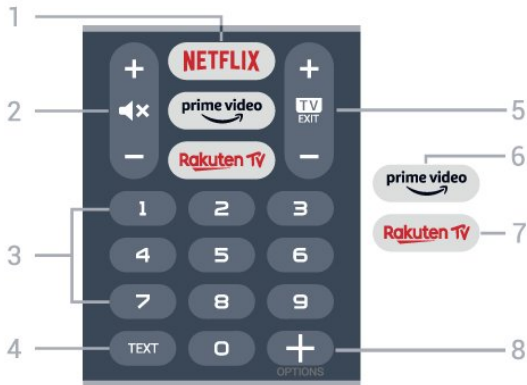 1
NETFLIX
+ +
2
prime video
TV
EXIT
5
− −
Rakuten TV
6
prime video
3
1 2 3
Rakuten TV
7
4 5 6
7 8 9
4
TEXT 0 +
8
OPTIONS